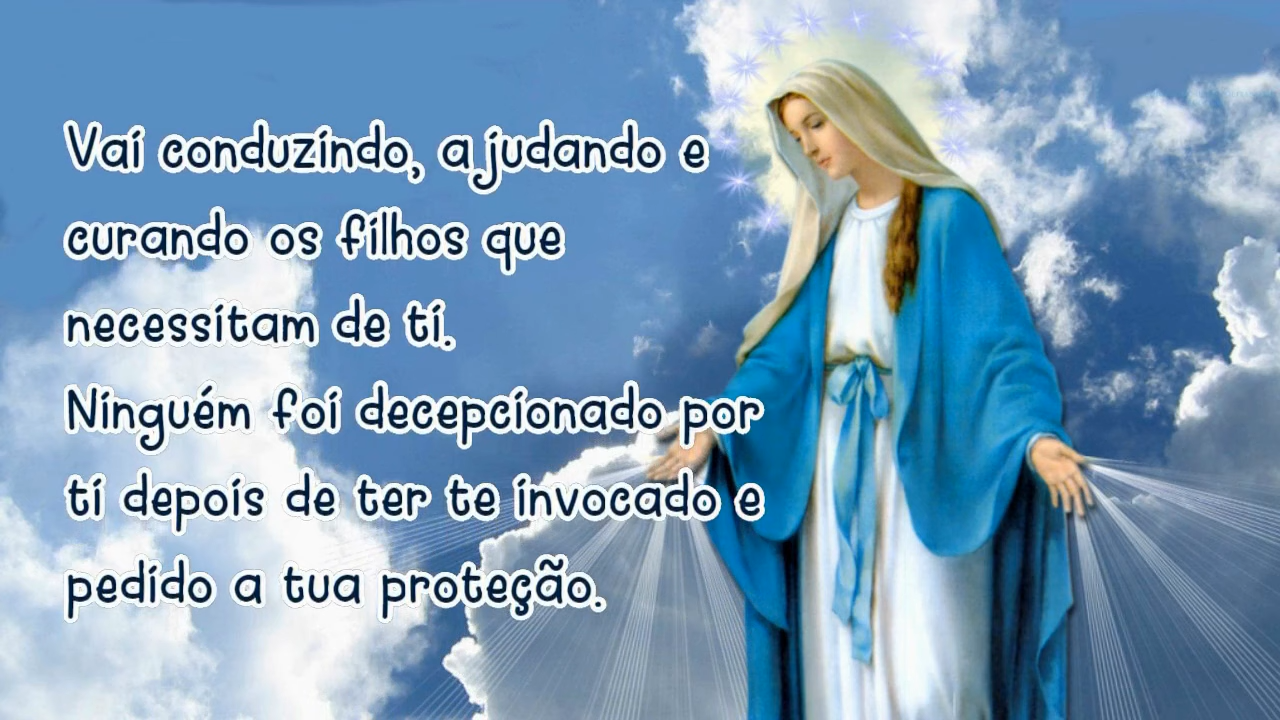 Vai conduzindo, ajudando e
curando os filhos que
necessitam de ti.
Ninguém foi decepcionado por
ti depois de ter te invocado e
pedido a tua proteção.